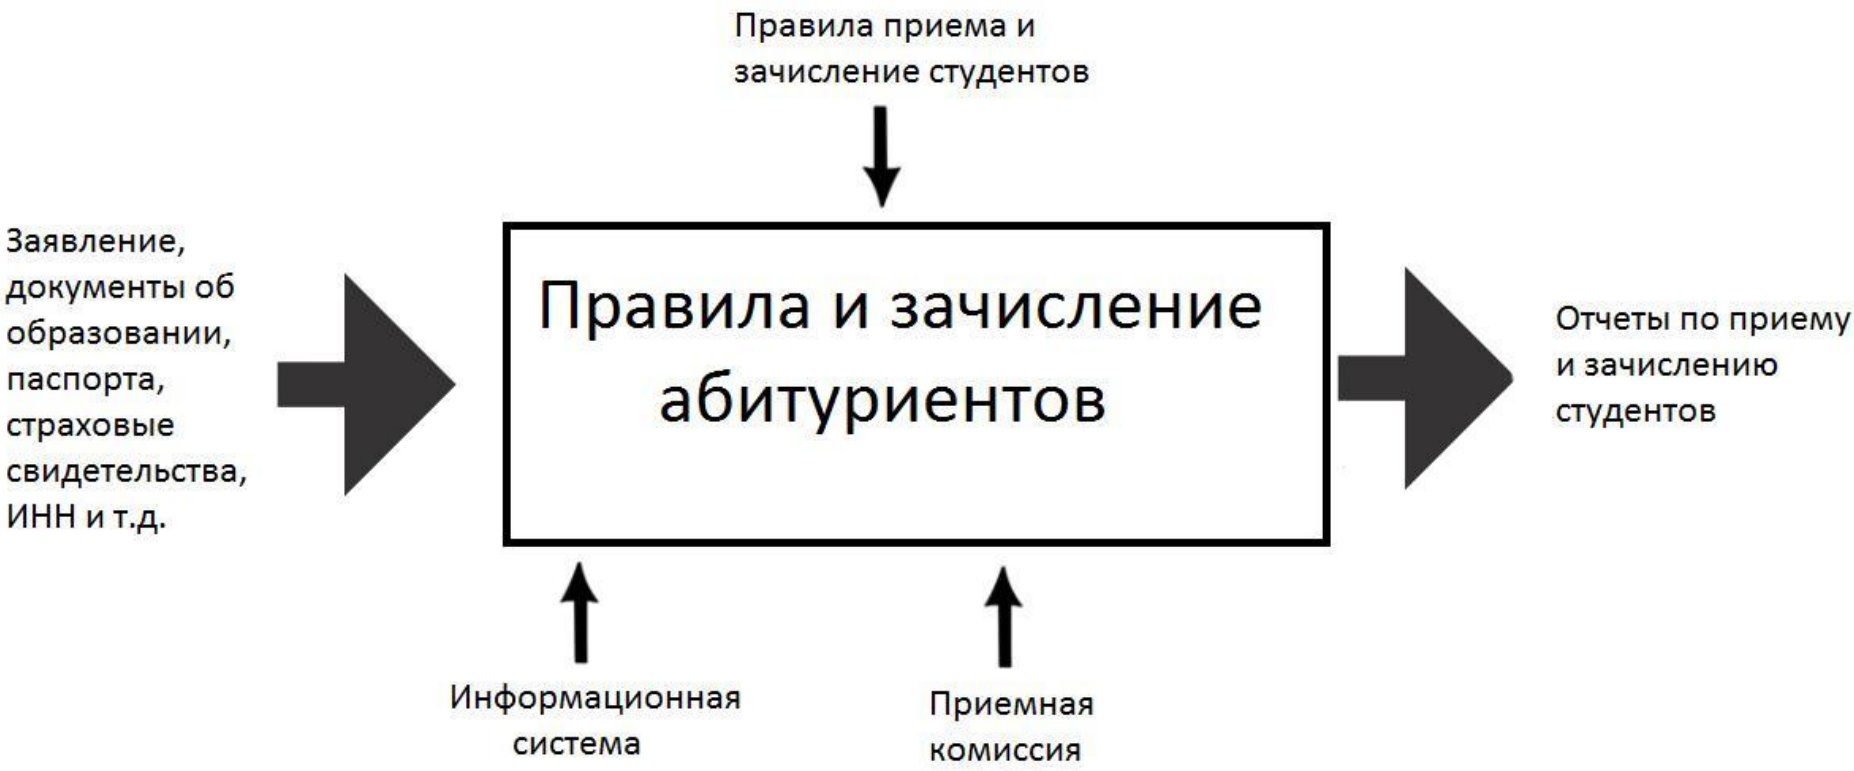 Правила приема и
зачисление студентов
Заявление,
документы об
образовании,
паспорта,
страховые
свидетельства,
ИНН и т.д.
Правила и зачисление
абитуриентов
Отчеты по приему
и зачислению
студентов
Информационная
система
Приемная
комиссия